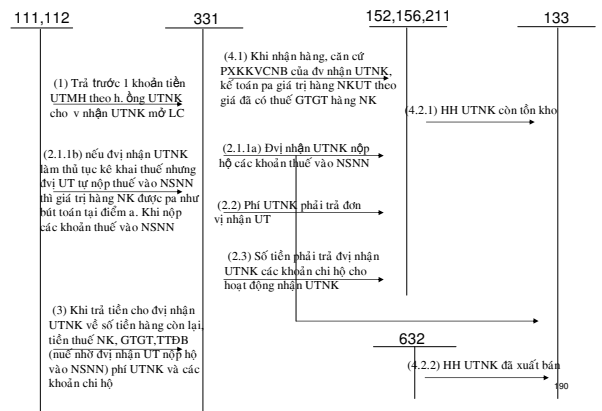 111,112
331
152,156,211
133
(1) Trả trước 1 khoản tiền
UTMH theo h. ồng UTNK
cho v nhận UTNK mở LC
(2.1.1b) nếu đvị nhận UTNK
làm thủ tục kê khai thuế nhưng
đvị UT tự nộp thuế vào NSNN
thì giá trị hàng NK được pa như
bút toán tại điểm a. Khi nộp
các khoản thuế vào NSNN
(3) Khi trả tiền cho đvị nhận
UTNK về số tiền hàng còn lại,
tiền thuế NK, GTGT,TTĐB
(nuế nhờ đvị nhận UT nộp hộ
vào NSNN) phí UTNK và các
khoản chi hộ
(4.1) Khi nhận hàng, căn cứ
PXKKVCNB của đv nhận UTNK,
kế toán pa giá trị hàng NKUT theo
giá đã có thuế GTGT hàng NK
(2.1.1a) Đvị nhận UTNK nộp
hộ các khoản thuế vào NSNN
(2.2) Phí UTNK phải trả đơn
vị nhận UT
(2.3) Số tiền phải trả đvị nhận
UTNK các khoản chi hộ cho
hoạt động nhận UTNK
(4.2.1) HH UTNK còn tồn kho
632
(4.2.2) HH UTNK đã xuất bán
190